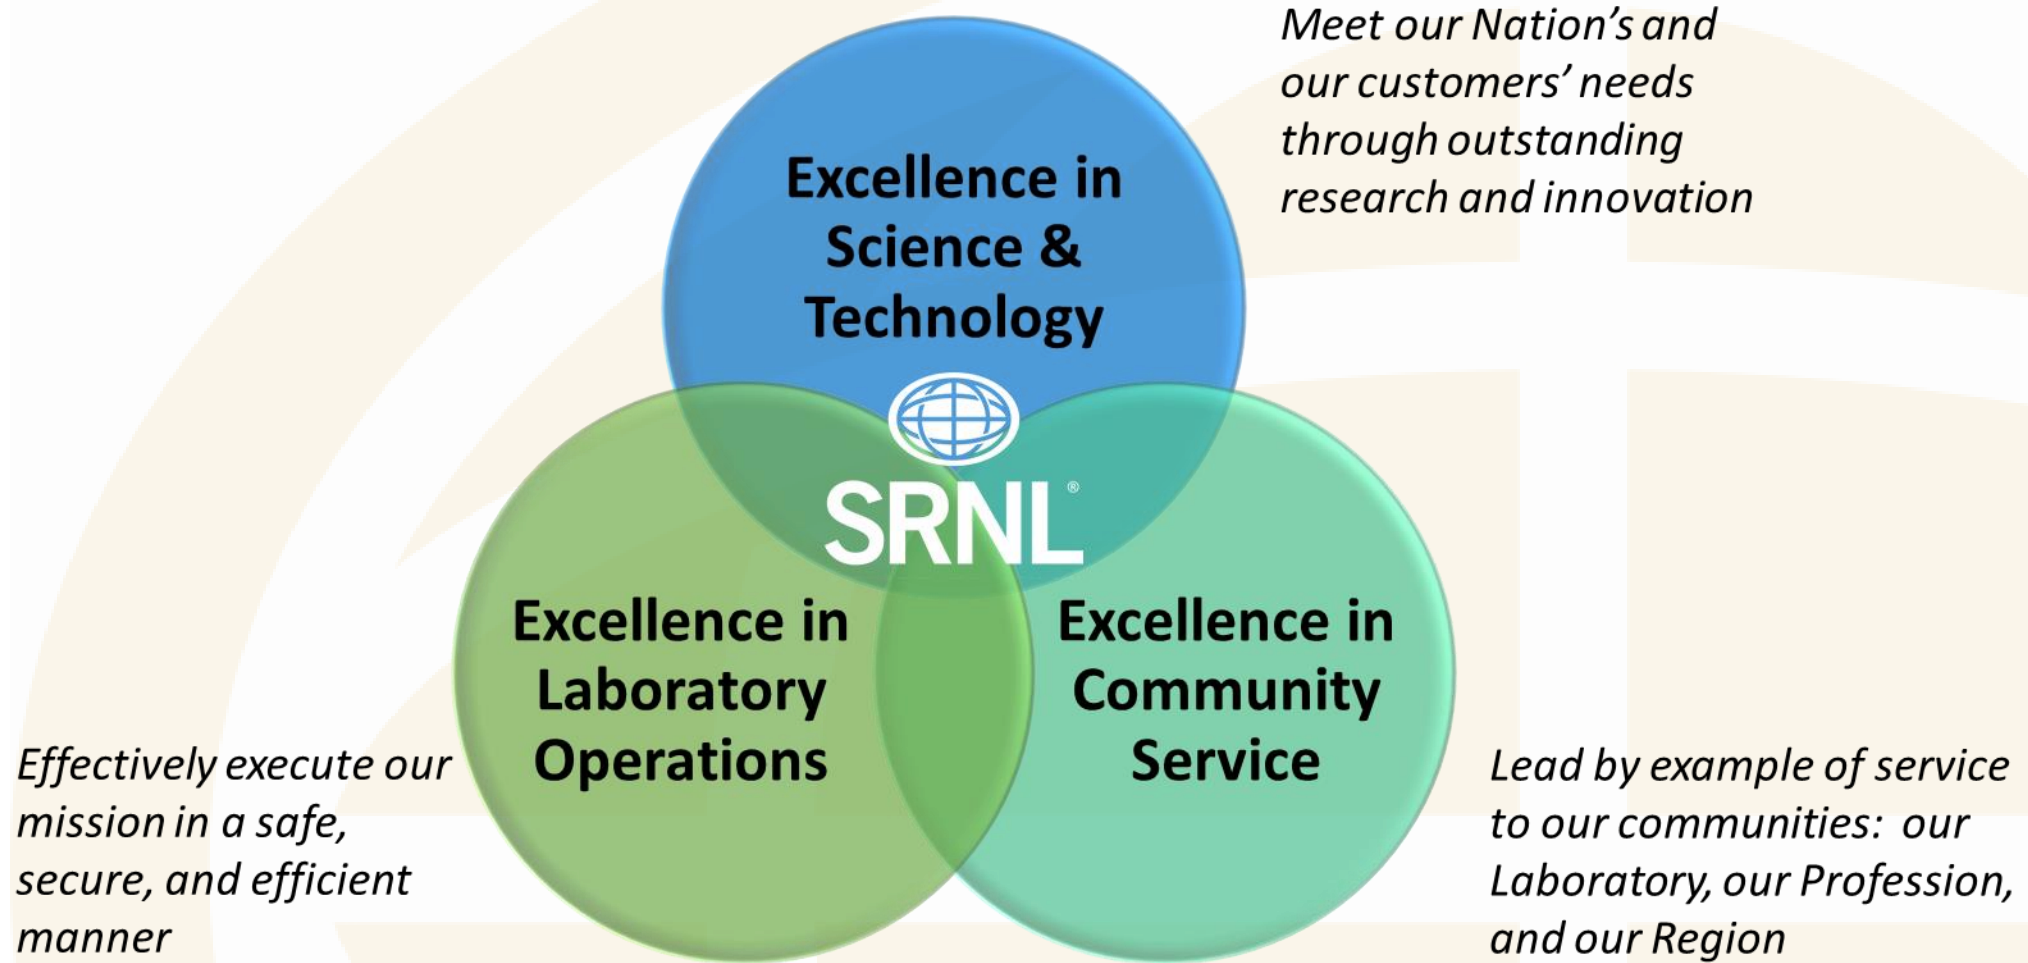 Meet our Nation's and
our customers' needs
through outstanding
research and innovation
Excellence in
Science &
Technology
SRNL®
Excellence in
Laboratory
Operations
Excellence in
Community
Service
Effectively execute our
mission in a safe,
secure, and efficient
manner
Lead by example of service
to our communities:  our
Laboratory, our Profession,
and our Region